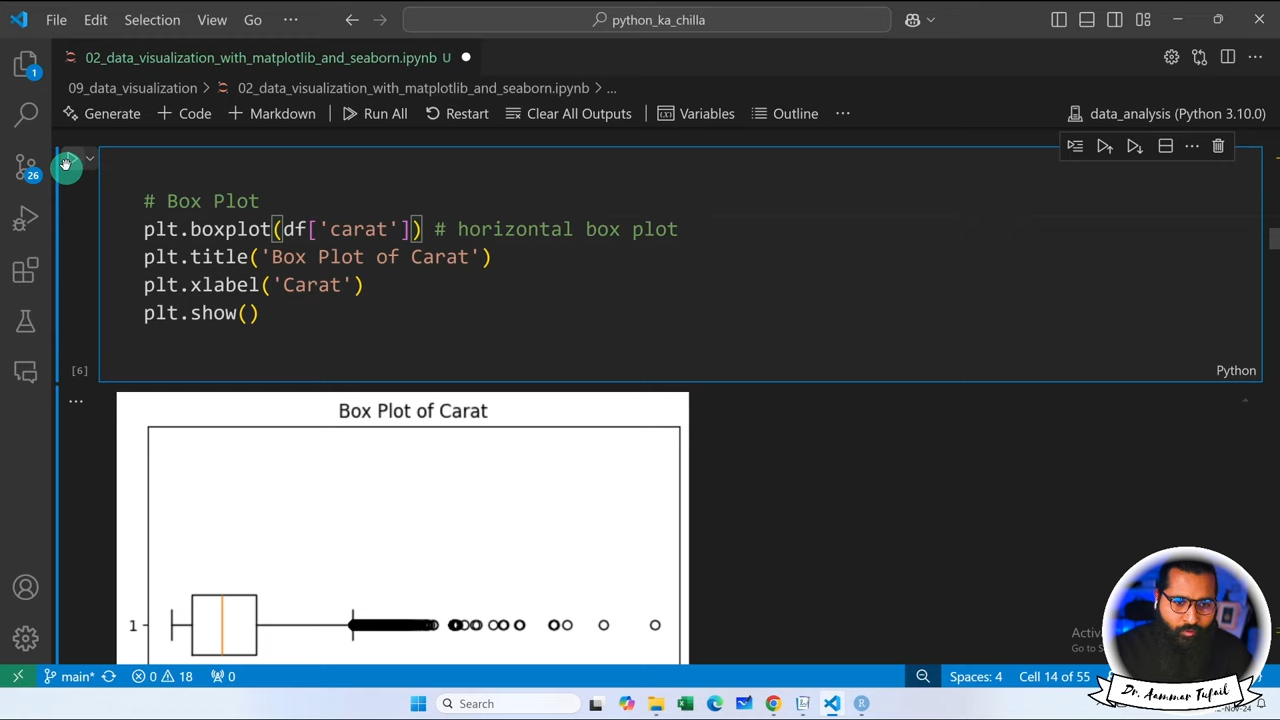 File Edit Selection View Go ··· python_ka_chilla
02_data_visualization_with_matplotlib_and_seaborn.ipynb U
09_data_visualization > 02_data_visualization_with_matplotlib_and_seaborn.ipynb > ...
Generate + Code + Markdown Run All Restart Clear All Outputs Variables ··· data_analysis (Python 3.10.0)
1
26
# Box Plot
plt.boxplot(df['carat']) # horizontal box plot
plt.title('Box Plot of Carat')
plt.xlabel('Carat')
plt.show()
[6] Python
Box Plot of Carat
1
main* 0 18 0 Spaces: 4 Cell 14 of 55
Search
Dr. Aammar Tufail